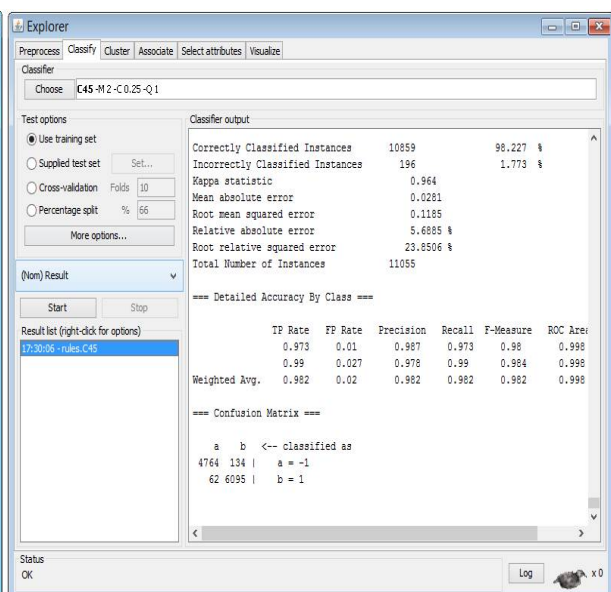 Explorer
Preprocess Classify Cluster Associate Select attributes Visualize
Classifier
Choose C45 -M 2 -C 0.25 -Q 1
Test options
Use training set
Supplied test set Set...
Cross-validation Folds 10
Percentage split % 66
More options...
(Nom) Result
Start Stop
Result list (right-click for options)
17:30:06 - rules.C45
Classifier output
Correctly Classified Instances 10859 98.227 %
Incorrectly Classified Instances 196 1.773 %
Kappa statistic 0.964
Mean absolute error 0.0281
Root mean squared error 0.1185
Relative absolute error 5.6885 %
Root relative squared error 23.8506 %
Total Number of Instances 11055
=== Detailed Accuracy By Class ===
TP Rate FP Rate Precision Recall F-Measure ROC Area
0.973 0.01 0.987 0.973 0.98 0.998
0.99 0.027 0.978 0.99 0.984 0.998
Weighted Avg. 0.982 0.02 0.982 0.982 0.982 0.998
=== Confusion Matrix ===
a b <-- classified as
4764 134 | a = -1
62 6095 | b = 1
Status
OK
Log x 0